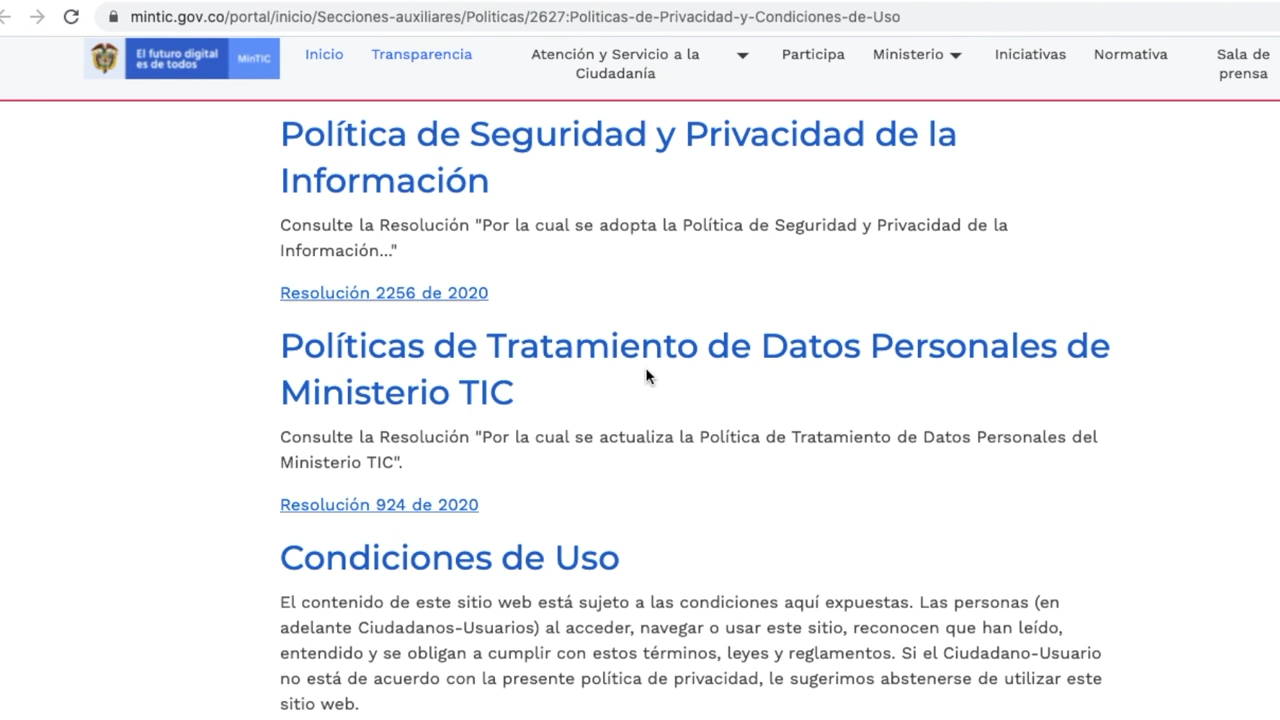 mintic.gov.co/portal/inicio/Secciones-auxiliares/Politicas/2627:Politicas-de-Privacidad-y-Condiciones-de-Uso
El futuro digital
es de todos
MinTIC
Inicio
Transparencia
Atención y Servicio a la
Ciudadanía
Participa
Ministerio
Iniciativas
Normativa
Sala de
prensa
Política de Seguridad y Privacidad de la
Información
Consulte la Resolución "Por la cual se adopta la Política de Seguridad y Privacidad de la
Información..."
Resolución 2256 de 2020
Políticas de Tratamiento de Datos Personales de
Ministerio TIC
Consulte la Resolución "Por la cual se actualiza la Política de Tratamiento de Datos Personales del
Ministerio TIC".
Resolución 924 de 2020
Condiciones de Uso
El contenido de este sitio web está sujeto a las condiciones aquí expuestas. Las personas (en
adelante Ciudadanos-Usuarios) al acceder, navegar o usar este sitio, reconocen que han leído,
entendido y se obligan a cumplir con estos términos, leyes y reglamentos. Si el Ciudadano-Usuario
no está de acuerdo con la presente política de privacidad, le sugerimos abstenerse de utilizar este
sitio web.